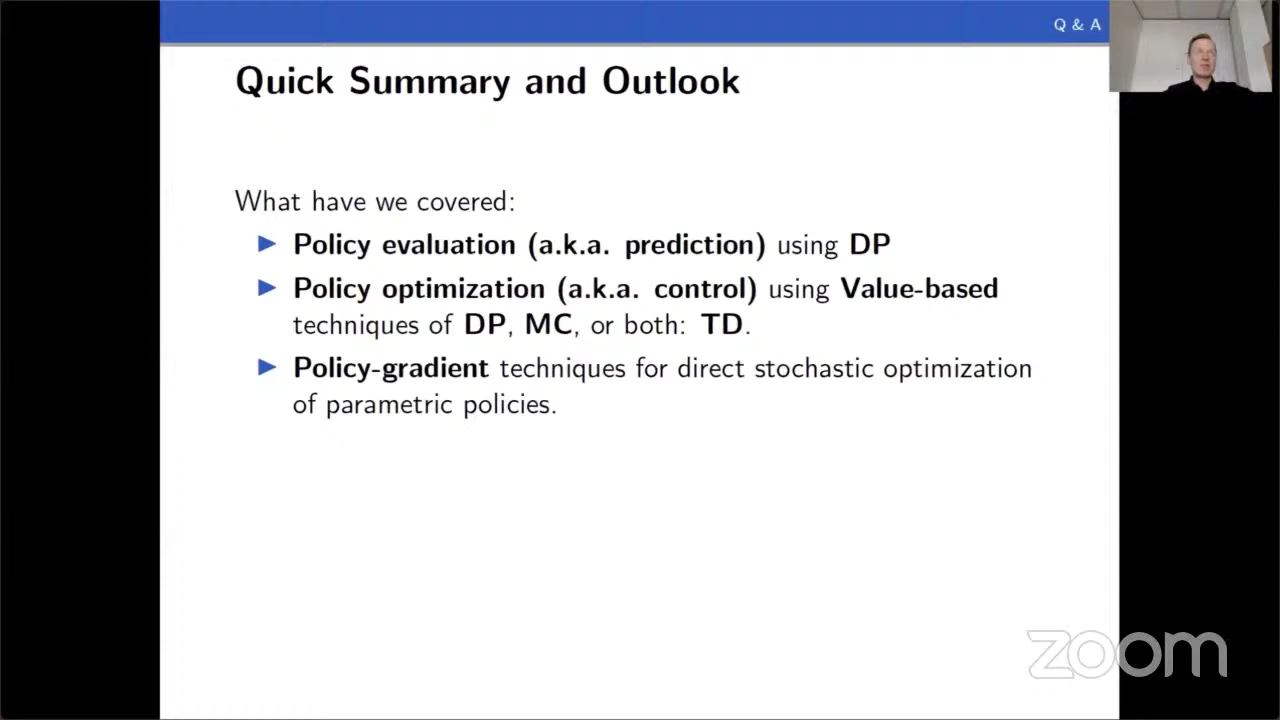 Q & A
Quick Summary and Outlook
What have we covered:
▶ Policy evaluation (a.k.a. prediction) using DP
▶ Policy optimization (a.k.a. control) using Value-based
techniques of DP, MC, or both: TD.
▶ Policy-gradient techniques for direct stochastic optimization
of parametric policies.
zoom